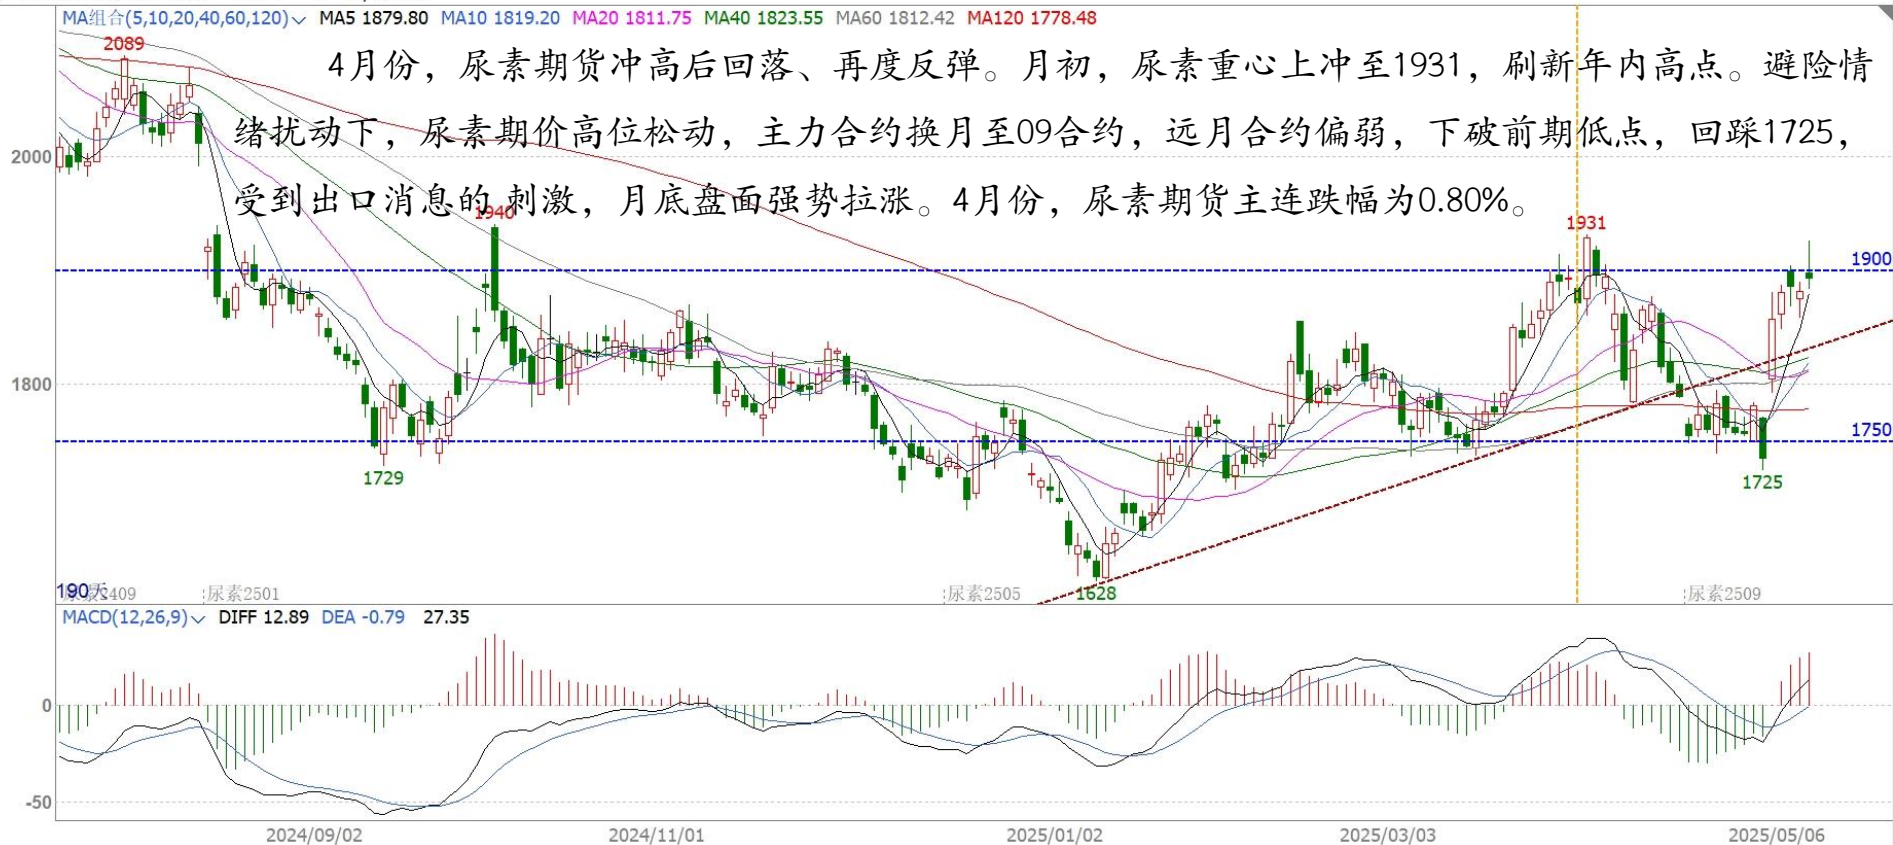 MA组合(5,10,20,40,60,120) MA5 1879.80 MA10 1819.20 MA20 1811.75 MA40 1823.55 MA60 1812.42 MA120 1778.48
2089
4月份，尿素期货冲高后回落、再度反弹。月初，尿素重心上冲至1931，刷新年内高点。避险情
绪扰动下，尿素期价高位松动，主力合约换月至09合约，远月合约偏弱，下破前期低点，回踩1725，
2000
受到出口消息的 刺激，月底盘面强势拉涨。4月份，尿素期货主连跌幅为0.80%。
1940
1931
1900
1800
1750
1729
1725
190天
尿素2409 尿素2501 尿素2505 1628 尿素2509
MACD(12,26,9) DIFF 12.89 DEA -0.79 27.35
0
-50
2024/09/02 2024/11/01 2025/01/02 2025/03/03 2025/05/06